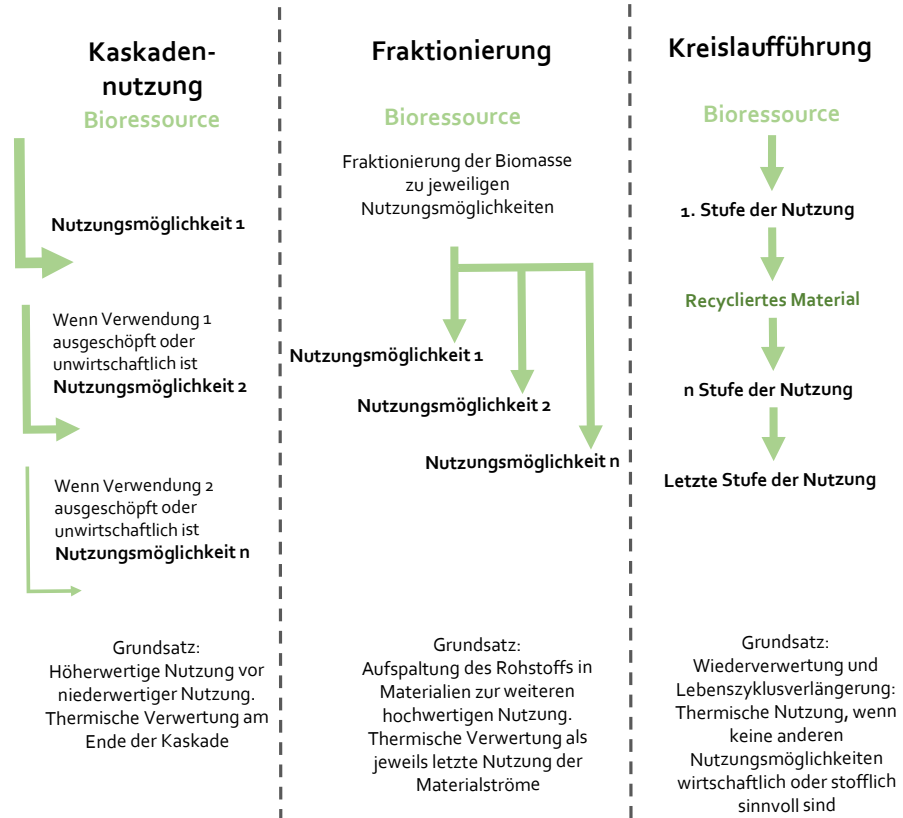 Kaskaden-
nutzung
Bioressource
Nutzungsmöglichkeit 1
Wenn Verwendung 1
ausgeschöpft oder
unwirtschaftlich ist
Nutzungsmöglichkeit 2
Wenn Verwendung 2
ausgeschöpft oder
unwirtschaftlich ist
Nutzungsmöglichkeit n
Grundsatz:
Höherwertige Nutzung vor
niederwertiger Nutzung.
Thermische Verwertung am
Ende der Kaskade
Fraktionierung
Bioressource
Fraktionierung der Biomasse
zu jeweiligen
Nutzungsmöglichkeiten
Nutzungsmöglichkeit 1
Nutzungsmöglichkeit 2
Nutzungsmöglichkeit n
Grundsatz:
Aufspaltung des Rohstoffs in
Materialien zur weiteren
hochwertigen Nutzung.
Thermische Verwertung als
jeweils letzte Nutzung der
Materialströme
Kreislaufführung
Bioressource
1. Stufe der Nutzung
Recycliertes Material
n Stufe der Nutzung
Letzte Stufe der Nutzung
Grundsatz:
Wiederverwertung und
Lebenszyklusverlängerung:
Thermische Nutzung, wenn
keine anderen
Nutzungsmöglichkeiten
wirtschaftlich oder stofflich
sinnvoll sind